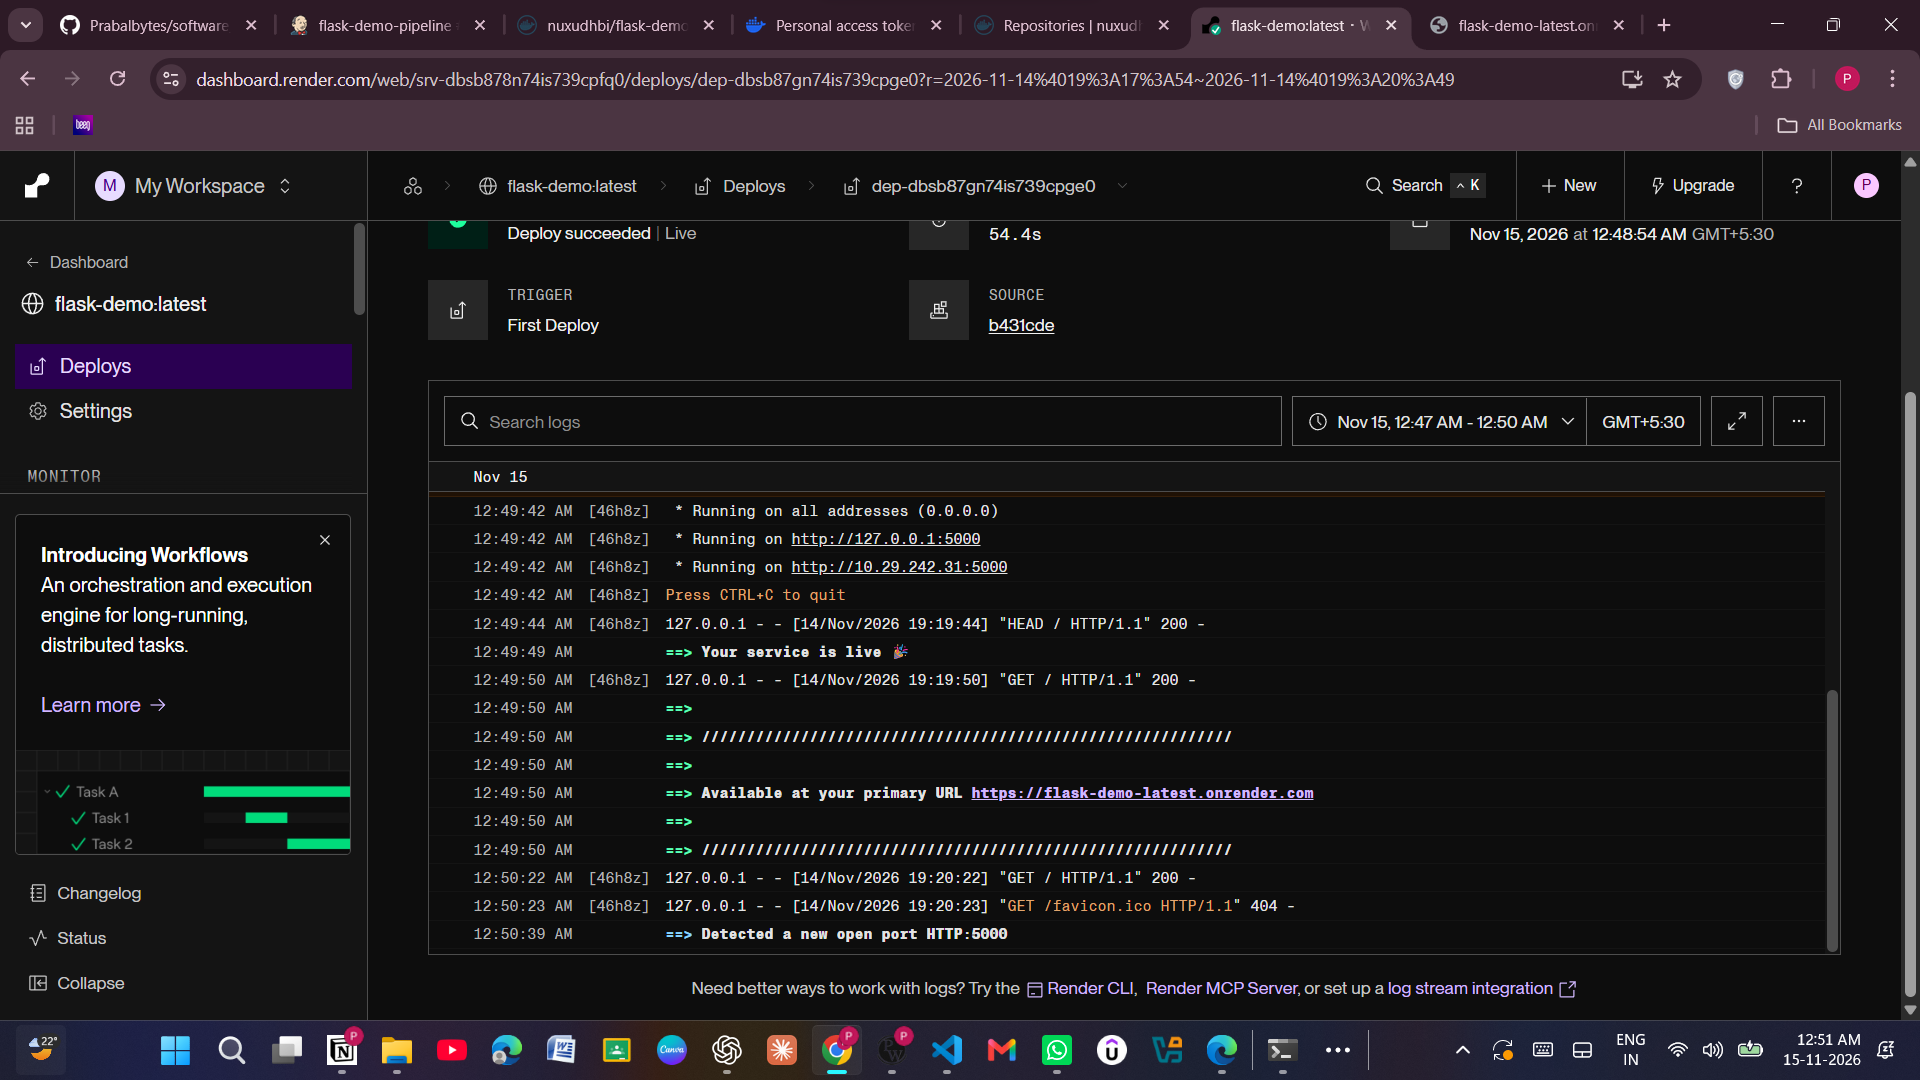 Prabalbytes/software
flask-demo-pipeline
nuxudhbi/flask-demo
Personal access toke
Repositories | nuxudh
flask-demo:latest · W
flask-demo-latest.on
dashboard.render.com/web/srv-dbsb878n74is739cpfq0/deploys/dep-dbsb87gn74is739cpge0?r=2026-11-14%4019%3A17%3A54~2026-11-14%4019%3A20%3A49
P
beeg
All Bookmarks
M My Workspace
flask-demo:latest
Deploys
dep-dbsb87gn74is739cpge0
Search ^ K
+ New
Upgrade
?
P
Dashboard
flask-demo:latest
Deploys
Settings
MONITOR
Introducing Workflows
An orchestration and execution
engine for long-running,
distributed tasks.
Learn more →
Task A
Task 1
Task 2
Changelog
Status
Collapse
Deploy succeeded | Live
54.4s
Nov 15, 2026 at 12:48:54 AM GMT+5:30
TRIGGER
First Deploy
SOURCE
b431cde
Search logs
Nov 15, 12:47 AM - 12:50 AM
GMT+5:30
Nov 15
12:49:42 AM [46h8z] * Running on all addresses (0.0.0.0)
12:49:42 AM [46h8z] * Running on http://127.0.0.1:5000
12:49:42 AM [46h8z] * Running on http://10.29.242.31:5000
12:49:42 AM [46h8z] Press CTRL+C to quit
12:49:44 AM [46h8z] 127.0.0.1 - - [14/Nov/2026 19:19:44] "HEAD / HTTP/1.1" 200 -
12:49:49 AM ==> Your service is live 🎉
12:49:50 AM [46h8z] 127.0.0.1 - - [14/Nov/2026 19:19:50] "GET / HTTP/1.1" 200 -
12:49:50 AM ==>
12:49:50 AM ==> ///////////////////////////////////////////////////////////
12:49:50 AM ==>
12:49:50 AM ==> Available at your primary URL https://flask-demo-latest.onrender.com
12:49:50 AM ==>
12:49:50 AM ==> ///////////////////////////////////////////////////////////
12:50:22 AM [46h8z] 127.0.0.1 - - [14/Nov/2026 19:20:22] "GET / HTTP/1.1" 200 -
12:50:23 AM [46h8z] 127.0.0.1 - - [14/Nov/2026 19:20:23] "GET /favicon.ico HTTP/1.1" 404 -
12:50:39 AM ==> Detected a new open port HTTP:5000
Need better ways to work with logs? Try the Render CLI, Render MCP Server, or set up a log stream integration
22°
Canva
ENG
IN
12:51 AM
15-11-2026